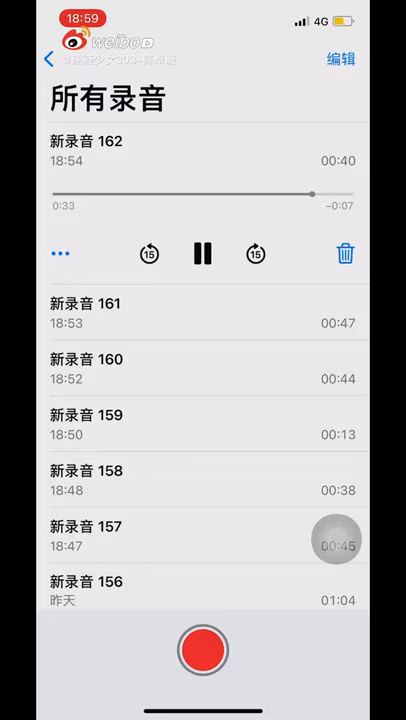 18:59
4G
weibo
编辑
所有录音
新录音 162
18:54 00:40
0:33 −0:07
15 15
新录音 161
18:53 00:47
新录音 160
18:52 00:44
新录音 159
18:50 00:13
新录音 158
18:48 00:38
新录音 157
18:47 00:45
新录音 156
昨天 01:04